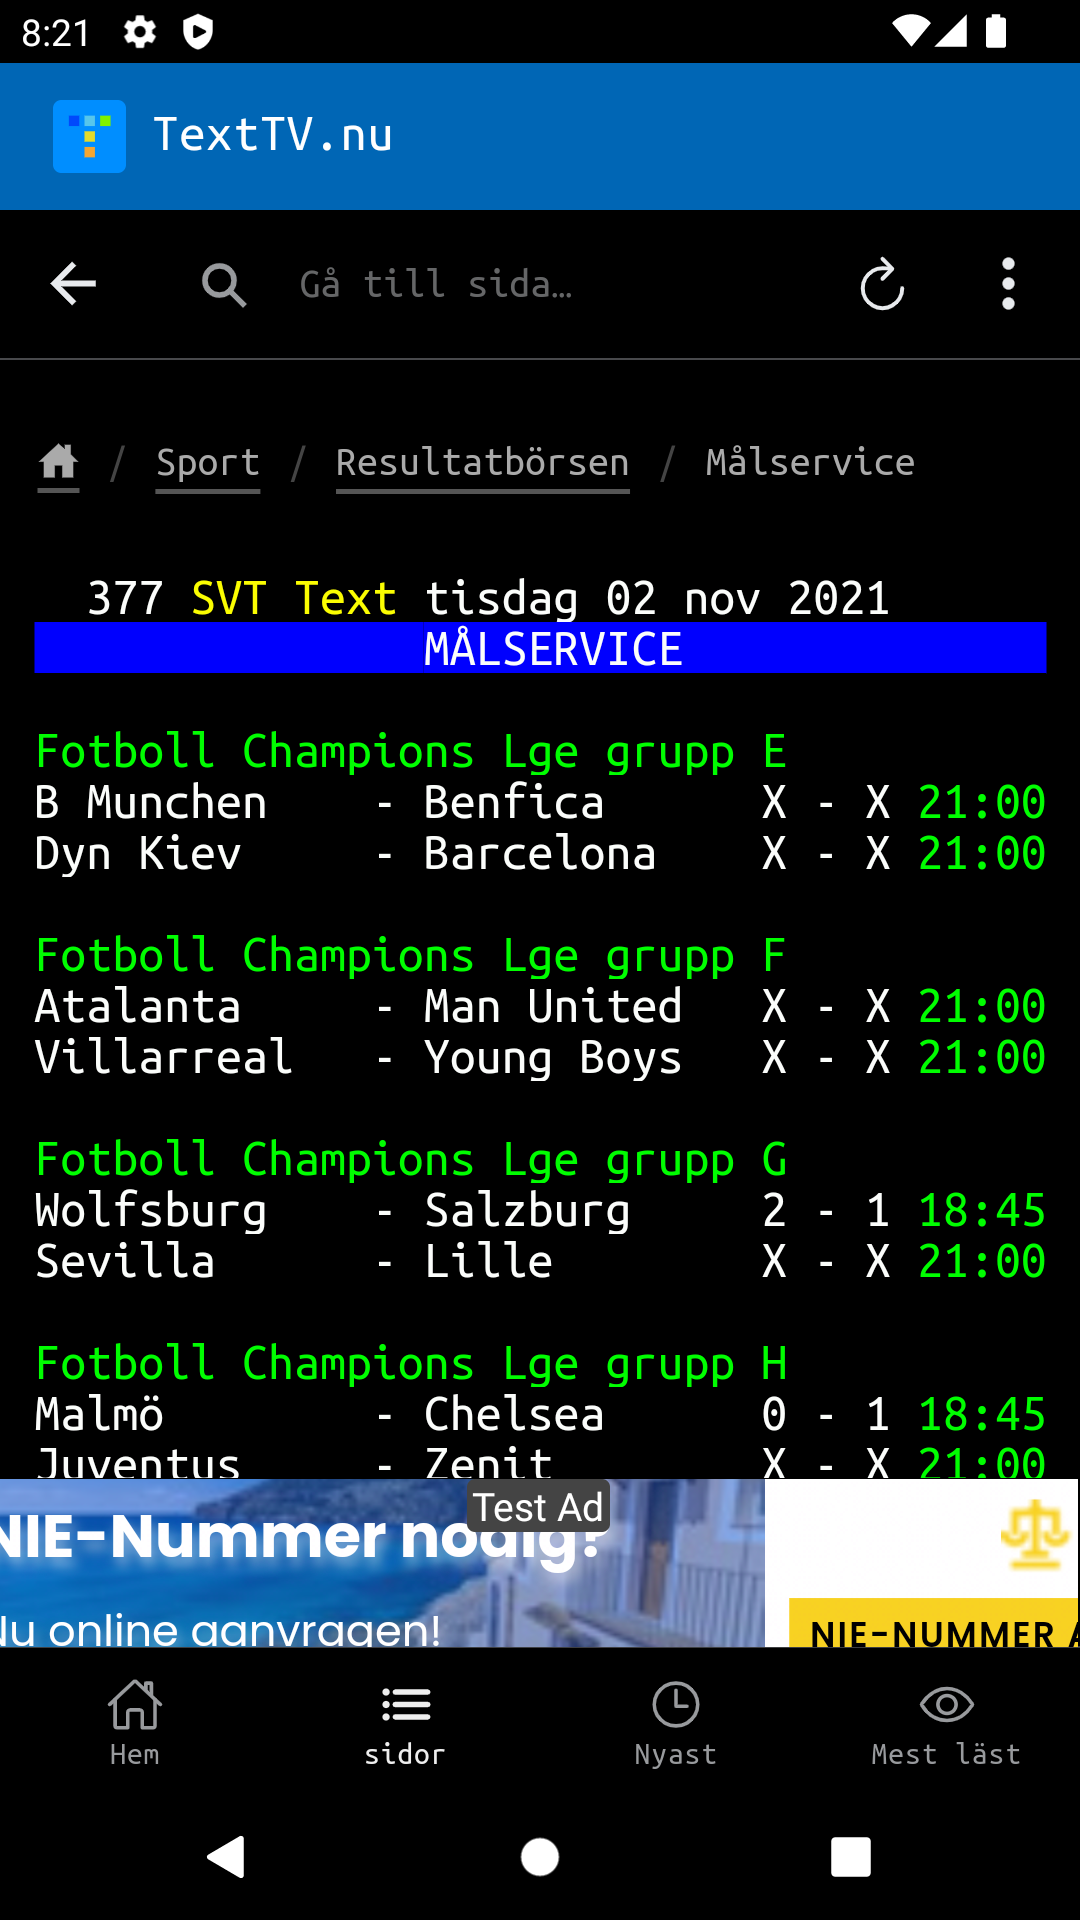 8:21
TextTV.nu
Gå till sida…
/ Sport / Resultatbörsen / Målservice
377 SVT Text tisdag 02 nov 2021
MÅLSERVICE
Fotboll Champions Lge grupp E
B Munchen - Benfica X - X 21:00
Dyn Kiev - Barcelona X - X 21:00
Fotboll Champions Lge grupp F
Atalanta - Man United X - X 21:00
Villarreal - Young Boys X - X 21:00
Fotboll Champions Lge grupp G
Wolfsburg - Salzburg 2 - 1 18:45
Sevilla - Lille X - X 21:00
Fotboll Champions Lge grupp H
Malmö - Chelsea 0 - 1 18:45
Juventus - Zenit X - X 21:00
Test Ad
NIE-Nummer nodig?
Nu online aanvragen!
NIE-NUMMER
Hem sidor Nyast Mest läst